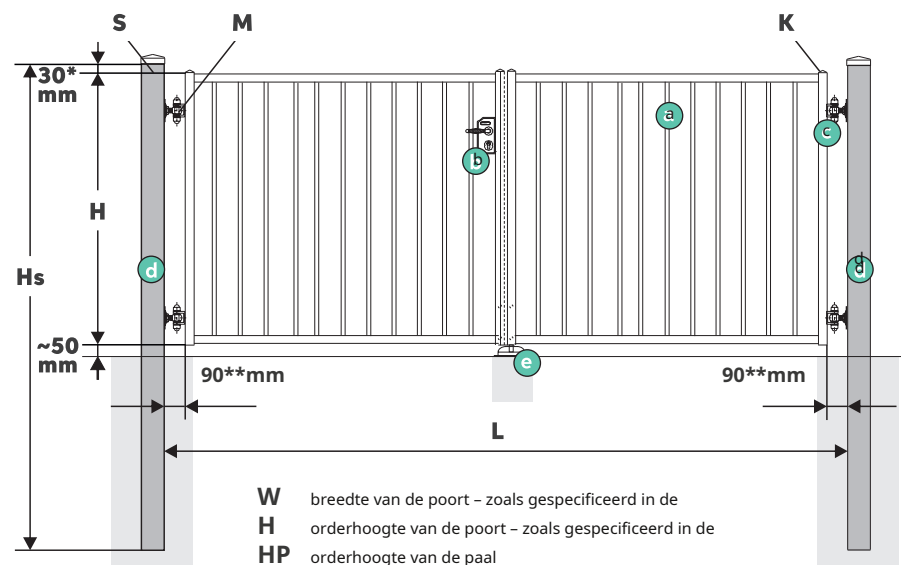 S M K
30*
mm
a
c
b
H
d d
Hs
~50
mm
e
90**mm 90**mm
L
W breedte van de poort – zoals gespecificeerd in de
H orderhoogte van de poort – zoals gespecificeerd in de
HP orderhoogte van de paal